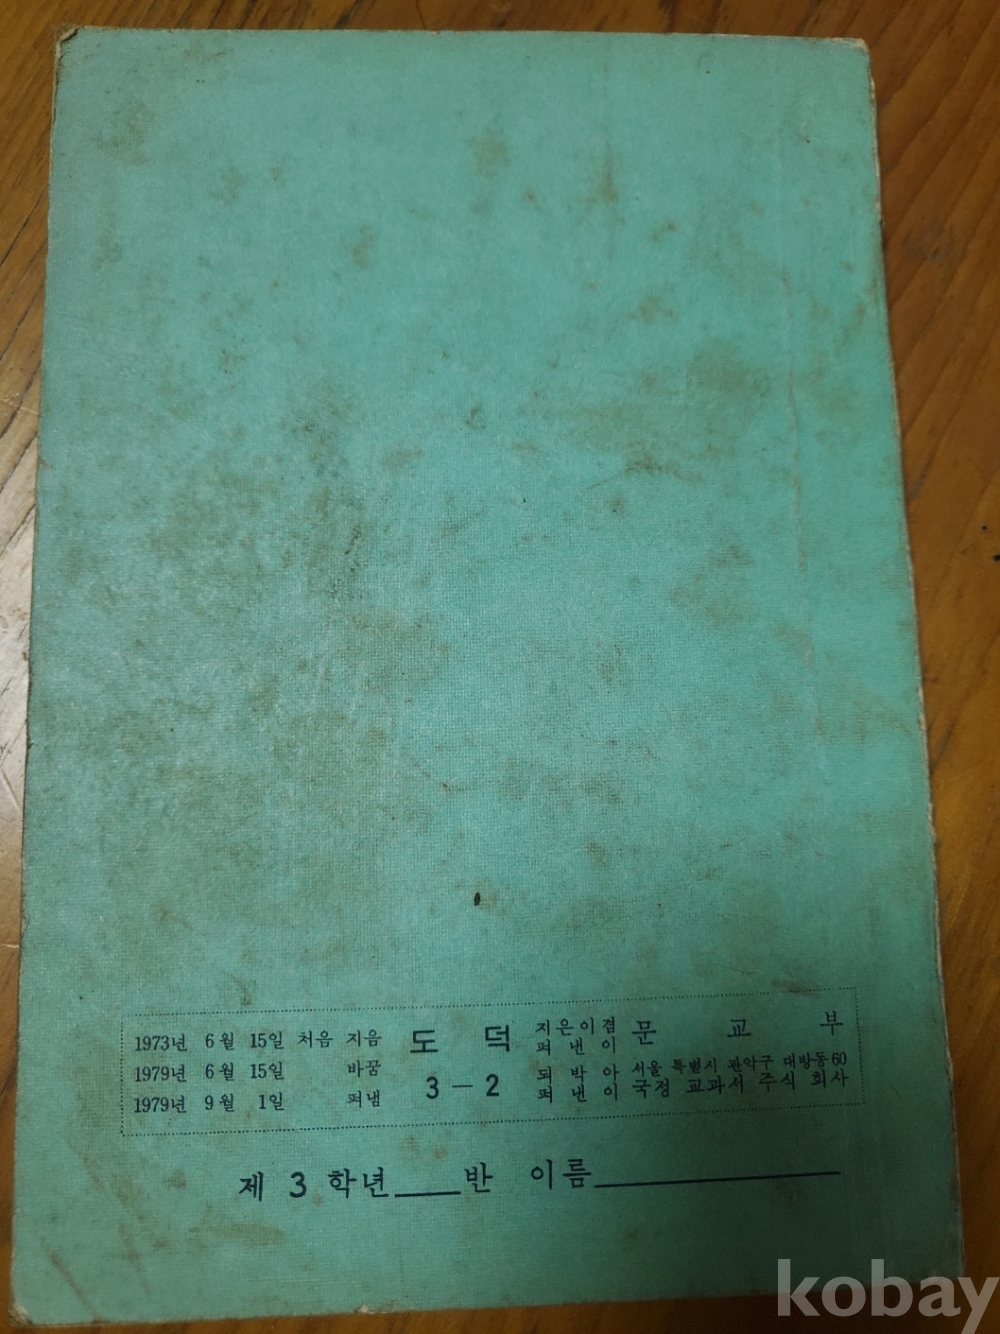 1973년 6월 15일 처음 지음
1979년 6월 15일 바꿈
1979년 9월 1일 펴냄
도 덕
3-2
지은이겸
펴 낸 이
문 교 부
되 박 아
펴 낸 이
서울 특별시 관악구 대방동60
국정 교과서 주식 회사
제 3 학년 반 이름
kobay